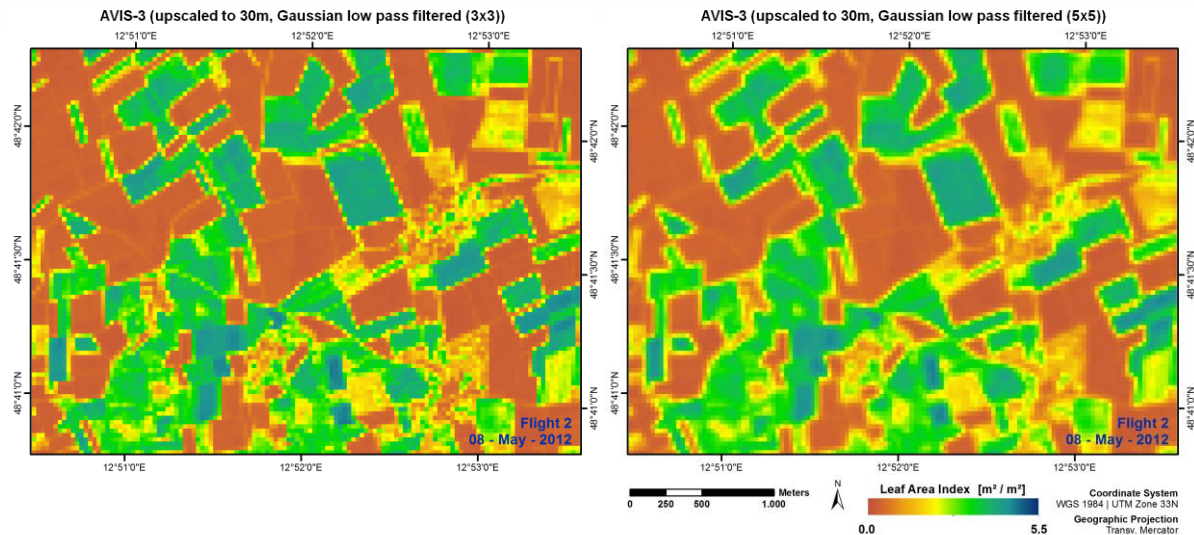 AVIS-3 (upscaled to 30m, Gaussian low pass filtered (3x3))
12°51'0"E
12°52'0"E
12°53'0"E
48°42'0"N
48°41'30"N
48°41'0"N
48°42'0"N
48°41'30"N
48°41'0"N
Flight 2
08 - May - 2012
12°51'0"E
12°52'0"E
12°53'0"E
AVIS-3 (upscaled to 30m, Gaussian low pass filtered (5x5))
12°51'0"E
12°52'0"E
12°53'0"E
48°42'0"N
48°41'30"N
48°41'0"N
48°42'0"N
48°41'30"N
48°41'0"N
Flight 2
08 - May - 2012
12°51'0"E
12°52'0"E
12°53'0"E
Meters
0
250
500
1.000
N
Leaf Area Index [m² / m²]
0.0
5.5
Coordinate System
WGS 1984 | UTM Zone 33N
Geographic Projection
Transv. Mercator